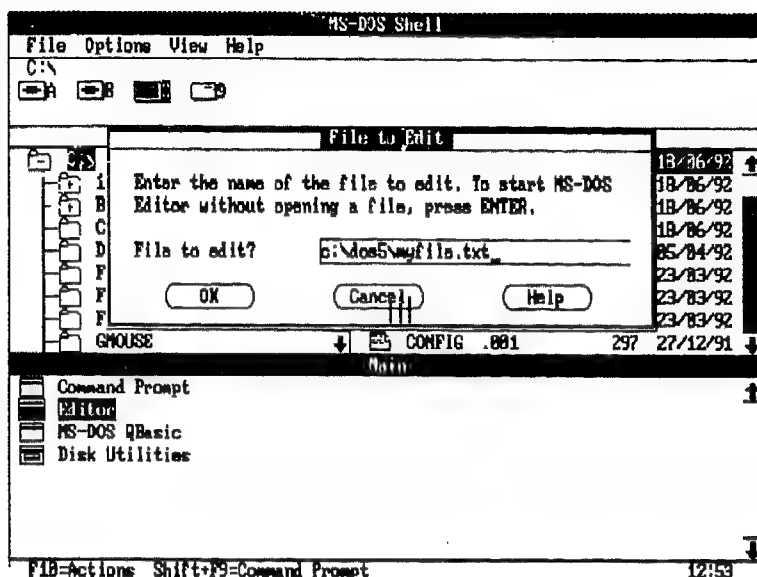 MS-DOS Shell
File Options View Help
C:\
A B C D
File to Edit
C:\ 18/06/92
18/06/92
Enter the name of the file to edit. To start MS-DOS
B 18/06/92
Editor without opening a file, press ENTER.
C 18/06/92
D 05/04/92
File to edit? c:\dos5\myfile.txt_
F 23/03/92
F 23/03/92
OK Cancel Help
F 23/03/92
GMOUSE CONFIG .001 297 27/12/91
Main
Command Prompt
Editor
MS-DOS QBasic
Disk Utilities
F10=Actions Shift+F9=Command Prompt 12:53